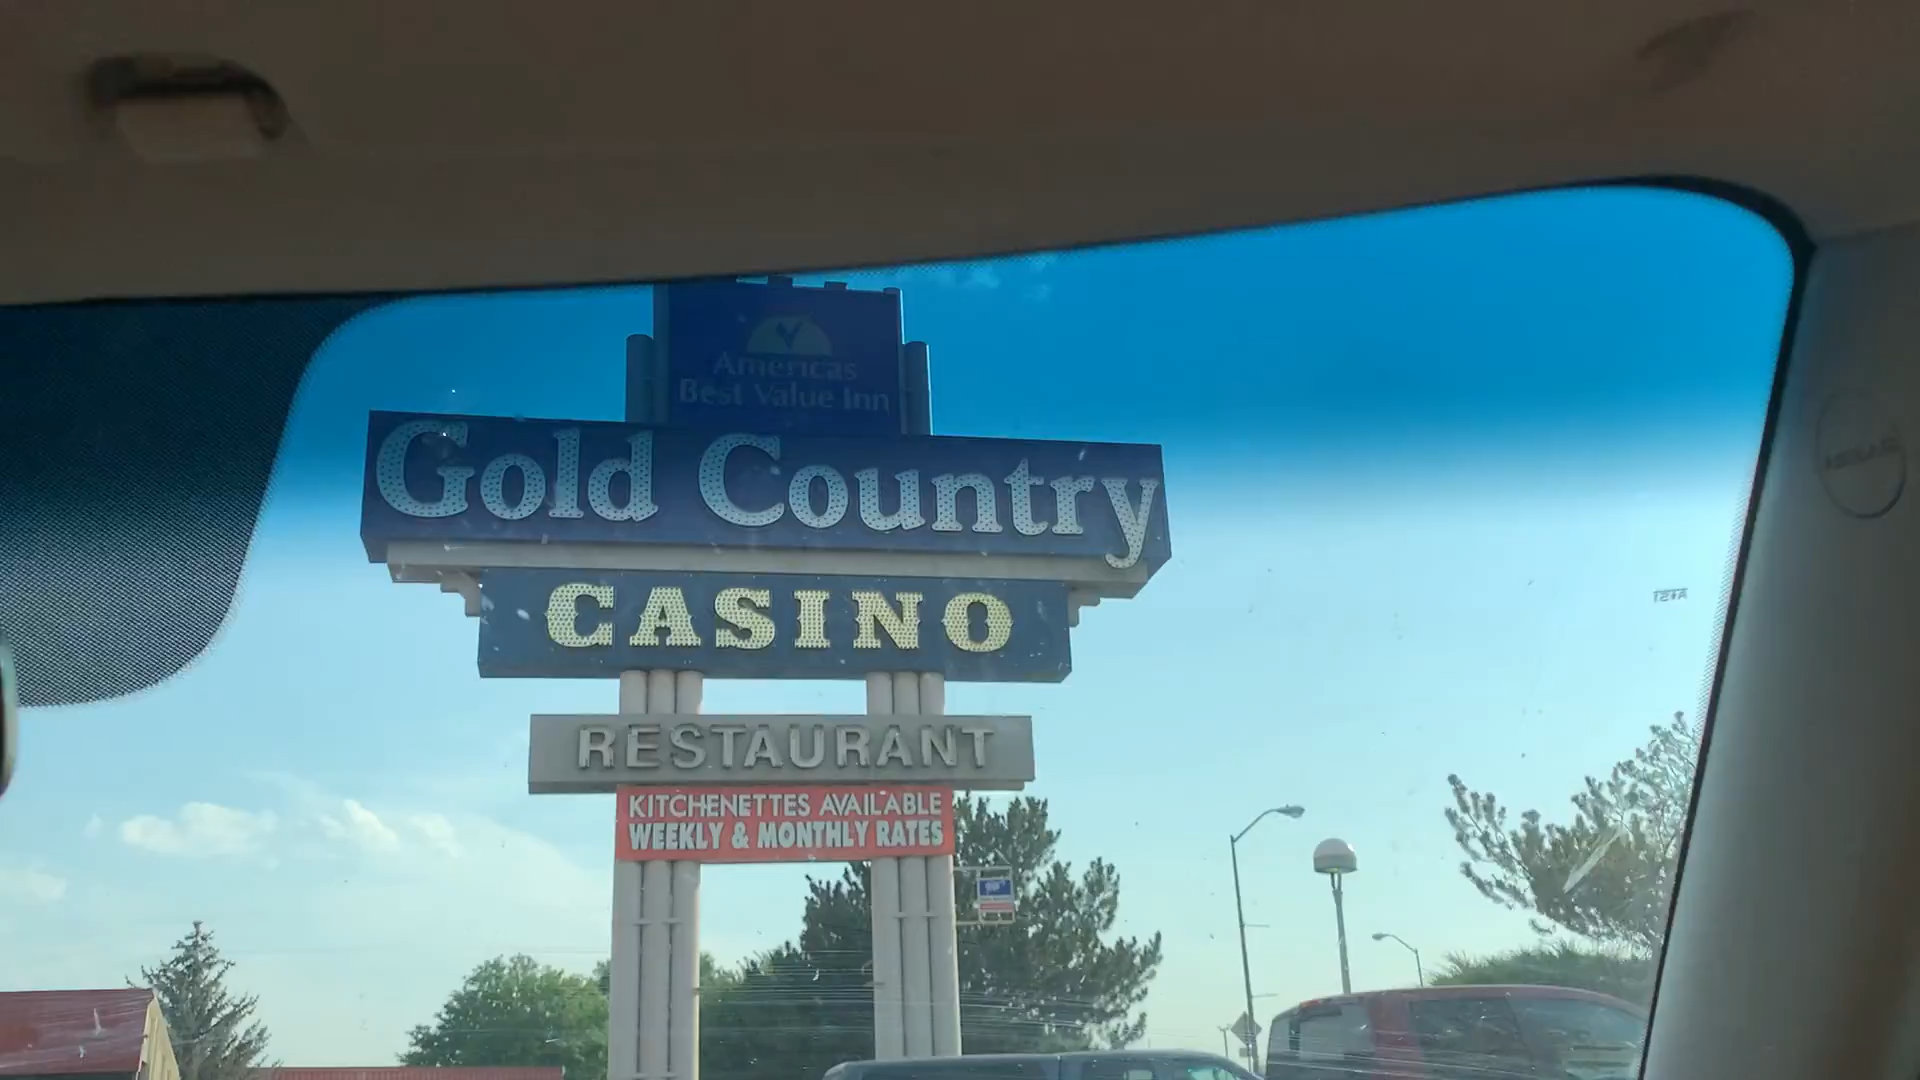 Americas
Best Value Inn
Gold Country
CASINO
RESTAURANT
KITCHENETTES AVAILABLE
WEEKLY & MONTHLY RATES